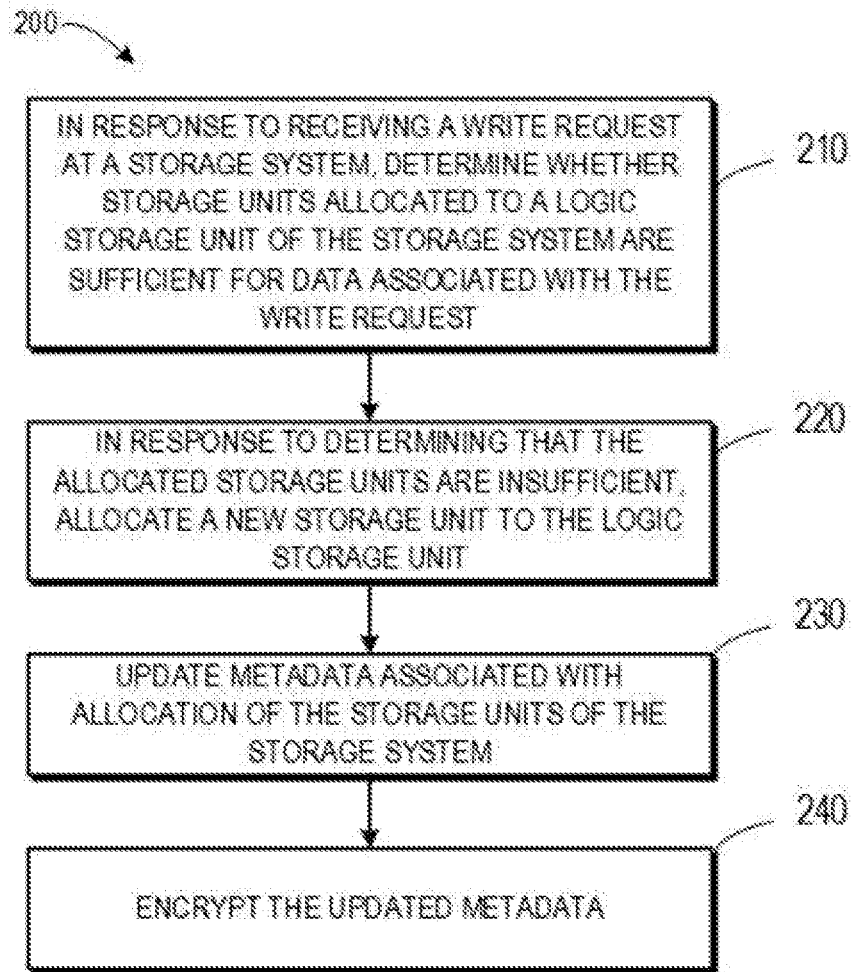 200
IN RESPONSE TO RECEIVING A WRITE REQUEST
AT A STORAGE SYSTEM, DETERMINE WHETHER
STORAGE UNITS ALLOCATED TO A LOGIC
STORAGE UNIT OF THE STORAGE SYSTEM ARE
SUFFICIENT FOR DATA ASSOCIATED WITH THE
WRITE REQUEST
210
IN RESPONSE TO DETERMINING THAT THE
ALLOCATED STORAGE UNITS ARE INSUFFICIENT,
ALLOCATE A NEW STORAGE UNIT TO THE LOGIC
STORAGE UNIT
220
UPDATE METADATA ASSOCIATED WITH
ALLOCATION OF THE STORAGE UNITS OF THE
STORAGE SYSTEM
230
ENCRYPT THE UPDATED METADATA
240